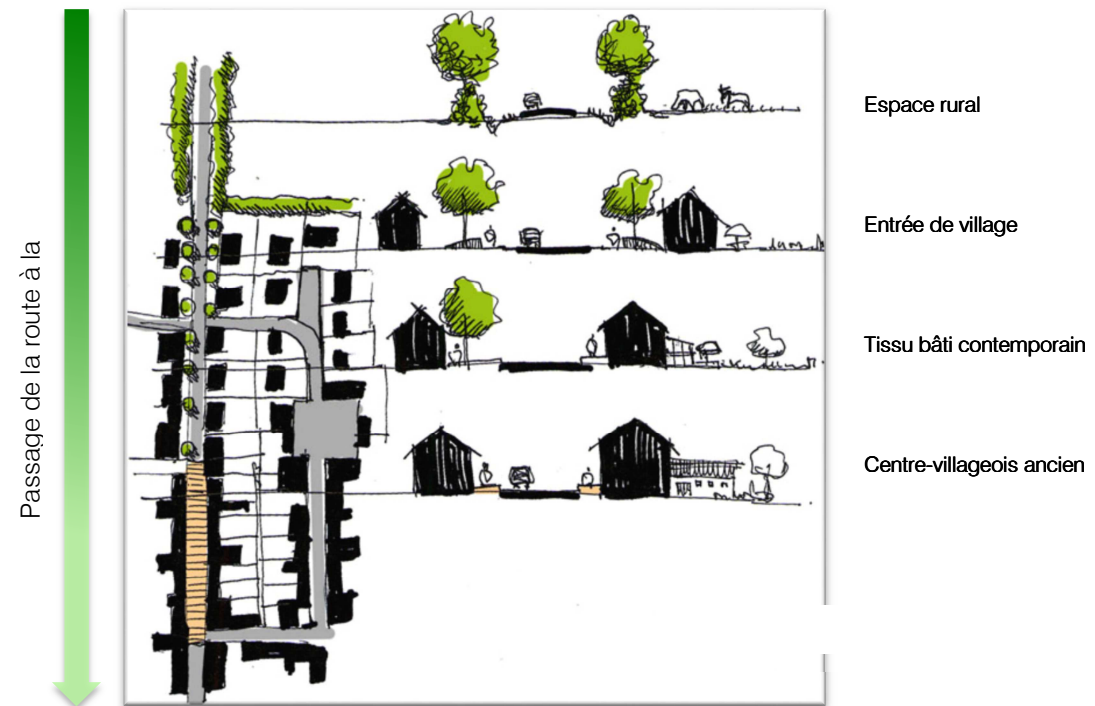 Passage de la route à la
Espace rural
Entrée de village
Tissu bâti contemporain
Centre-villageois ancien